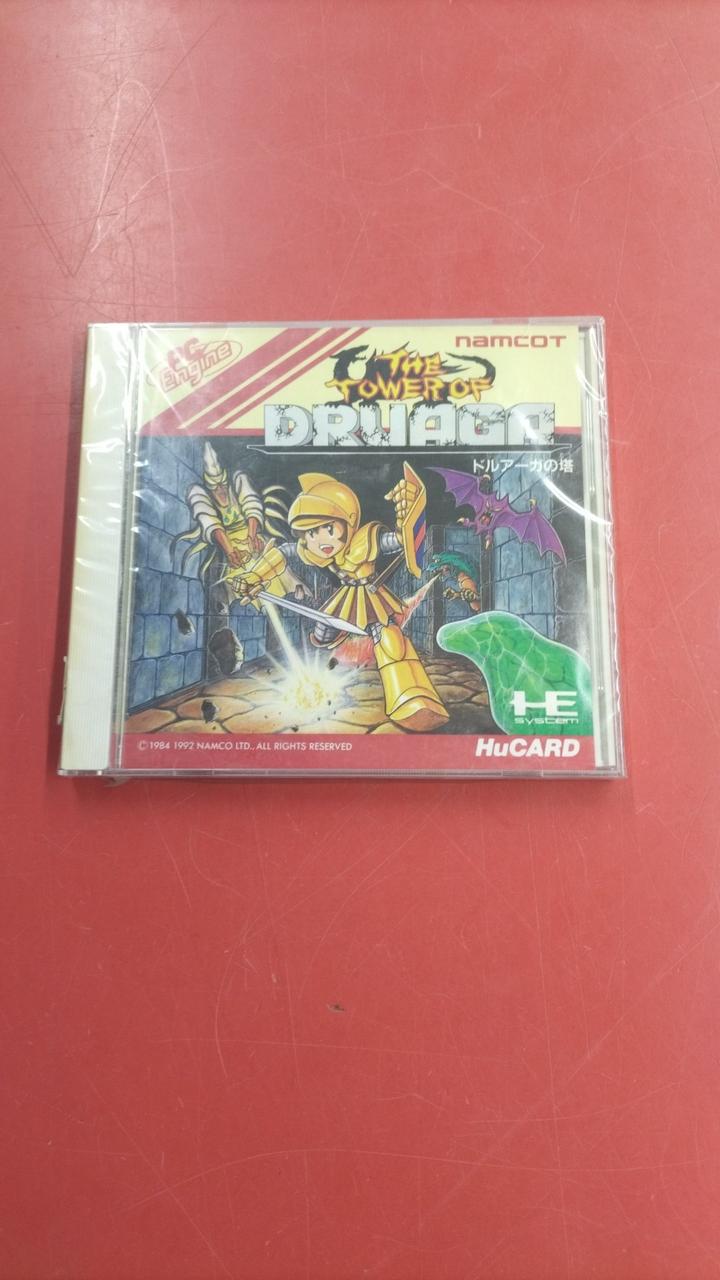 PC
Engine
namcot
THE
TOWER OF
DRUAGA
ドルアーガの塔
HE
system
© 1984 1992 NAMCO LTD., ALL RIGHTS RESERVED
HuCARD